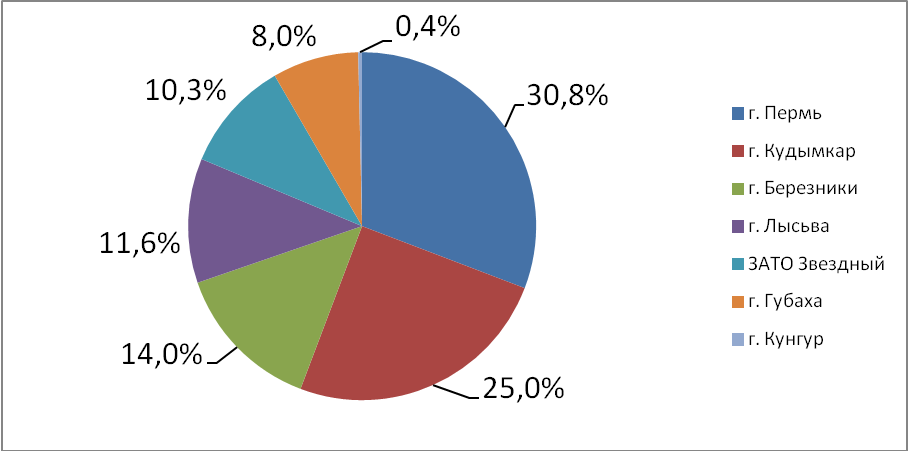 0,4%
8,0%
30,8%
10,3%
11,6%
14,0%
25,0%
г. Пермь
г. Кудымкар
г. Березники
г. Лысьва
ЗАТО Звездный
г. Губаха
г. Кунгур